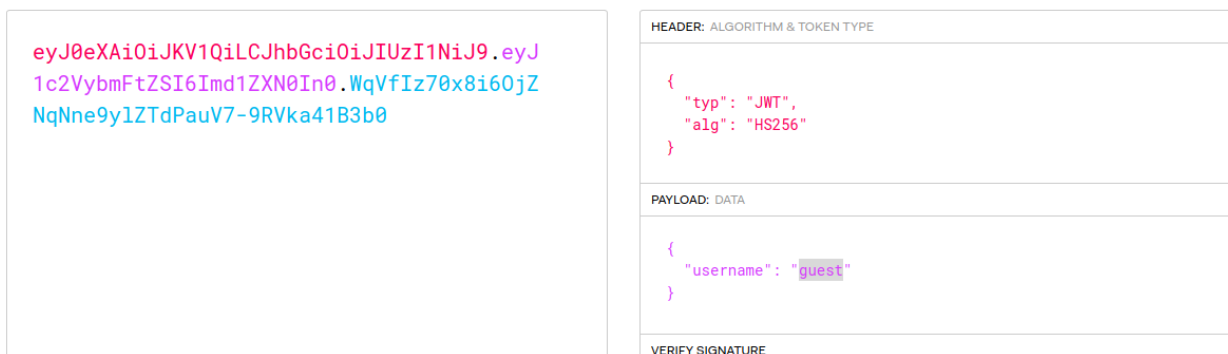 eyJ0eXAiOiJKV1QiLCJhbGciOiJIUzI1NiJ9.eyJ
1c2VybmFtZSI6Imd1ZXN0In0.WqVfIz70x8i6OjZ
NqNne9ylZTdPauV7-9RVka41B3b0
HEADER: ALGORITHM & TOKEN TYPE
{
"typ": "JWT",
"alg": "HS256"
}
PAYLOAD: DATA
{
"username": "guest"
}
VERIFY SIGNATURE